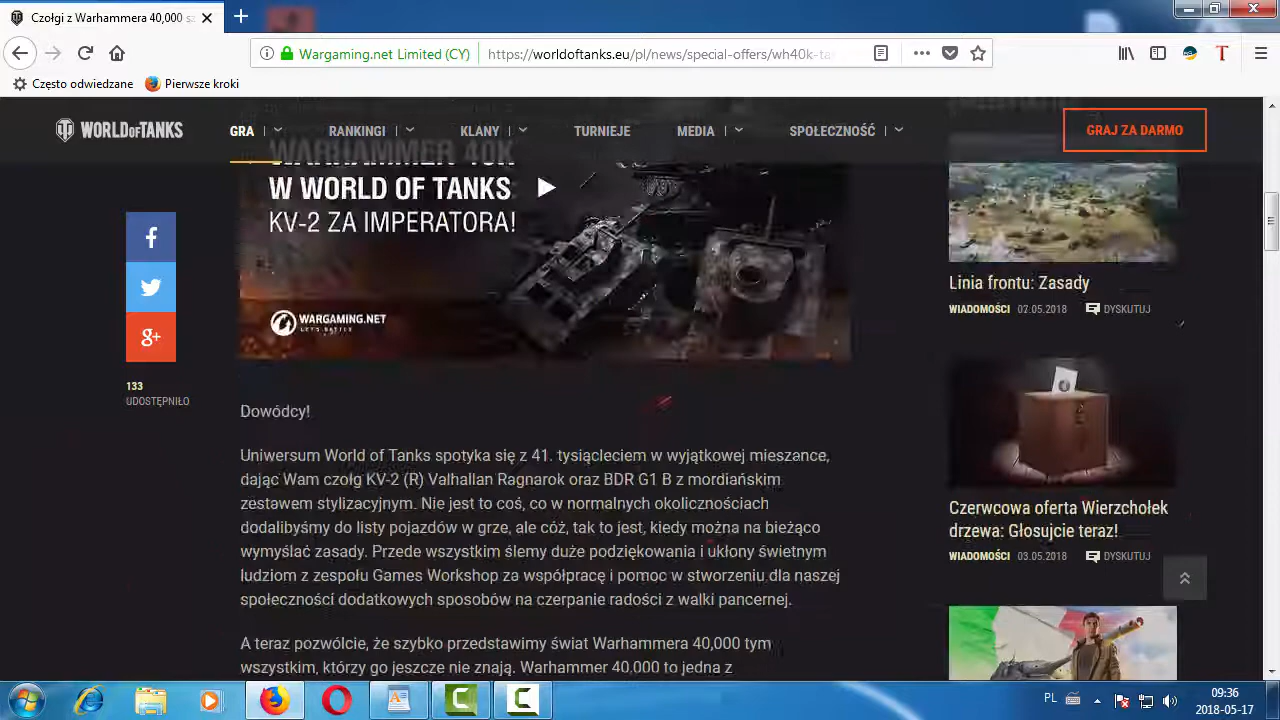 Czołgi z Warhammera 40,000 są
Wargaming.net Limited (CY)
https://worldoftanks.eu/pl/news/special-offers/wh40k-ta
Często odwiedzane
Pierwsze kroki
WORLD OF TANKS
GRA
RANKINGI
KLANY
TURNIEJE
MEDIA
SPOŁECZNOŚĆ
GRAJ ZA DARMO
WARHAMMER 40K
W WORLD OF TANKS
KV-2 ZA IMPERATORA!
WARGAMING.NET
LET'S BATTLE
133
UDOSTĘPNIŁO
Dowódcy!
Uniwersum World of Tanks spotyka się z 41. tysiącleciem w wyjątkowej mieszance,
dając Wam czołg KV-2 (R) Valhallan Ragnarok oraz BDR G1 B z mordiańskim
zestawem stylizacyjnym. Nie jest to coś, co w normalnych okolicznościach
dodalibyśmy do listy pojazdów w grze, ale cóż, tak to jest, kiedy można na bieżąco
wymyślać zasady. Przede wszystkim ślemy duże podziękowania i ukłony świetnym
ludziom z zespołu Games Workshop za współpracę i pomoc w stworzeniu dla naszej
społeczności dodatkowych sposobów na czerpanie radości z walki pancernej.
A teraz pozwólcie, że szybko przedstawimy świat Warhammera 40,000 tym
wszystkim, którzy go jeszcze nie znają. Warhammer 40,000 to jedna z
Linia frontu: Zasady
WIADOMOŚCI 02.05.2018 DYSKUTUJ
Czerwcowa oferta Wierzchołek
drzewa: Głosujcie teraz!
WIADOMOŚCI 03.05.2018 DYSKUTUJ
PL
09:36
2018-05-17